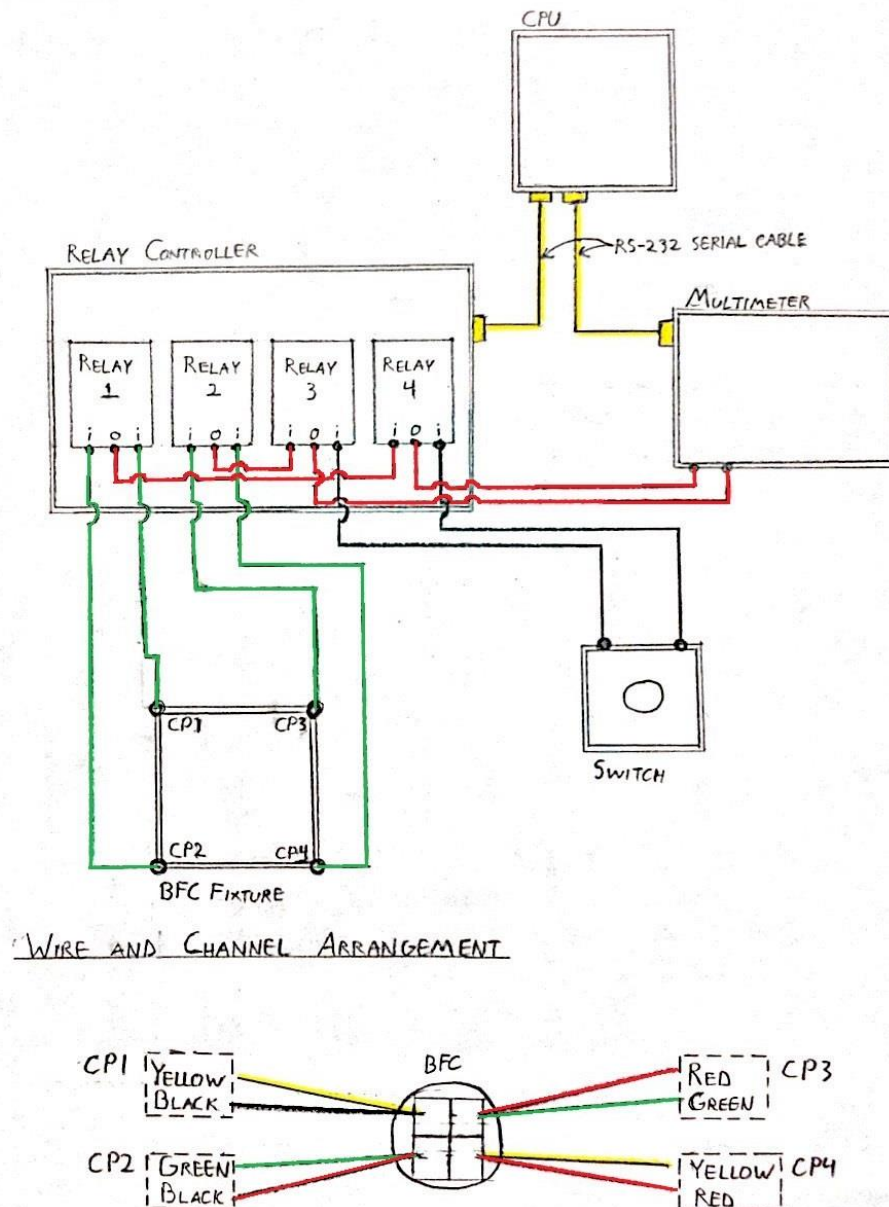 CPU
RS-232 SERIAL CABLE
RELAY CONTROLLER
MULTIMETER
RELAY
1
i o i
RELAY
2
i o i
RELAY
3
i o i
RELAY
4
i o i
CP1
CP3
CP2
CP4
BFC FIXTURE
SWITCH
WIRE AND CHANNEL ARRANGEMENT
CP1
YELLOW
BLACK
BFC
RED
GREEN
CP3
CP2
GREEN
BLACK
YELLOW
RED
CP4